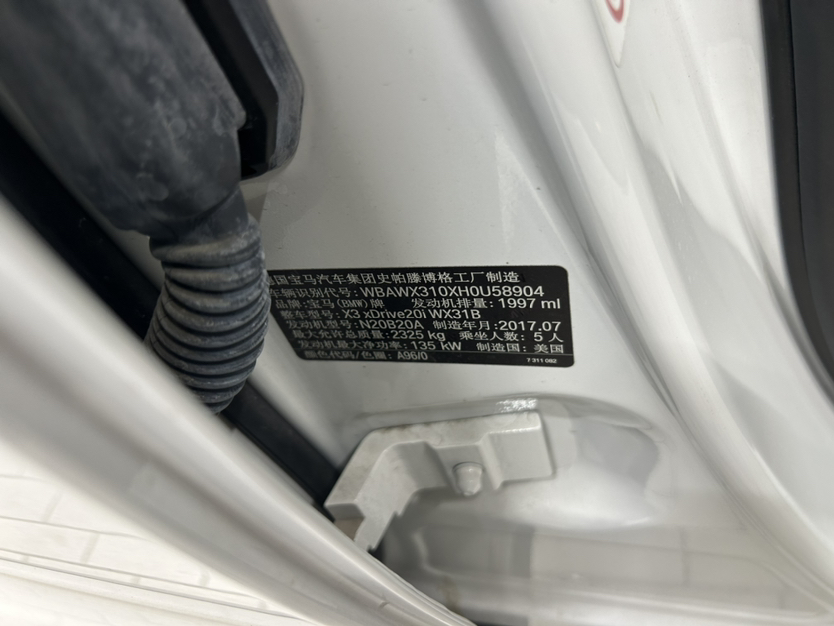 国宝马汽车集团史帕滕博格工厂制造
车辆识别代号:WBAWX310XH0U58904
品牌:宝马(BMW)牌 发动机排量:1997 ml
整车型号: X3 xDrive20i WX31B
发动机型号: N20B20A 制造年月:2017.07
最大允许总质量: 2325 kg 乘坐人数: 5 人
发动机最大净功率: 135 kW 制造国: 美国
颜色代码/色漆: A96/0
7 311 082